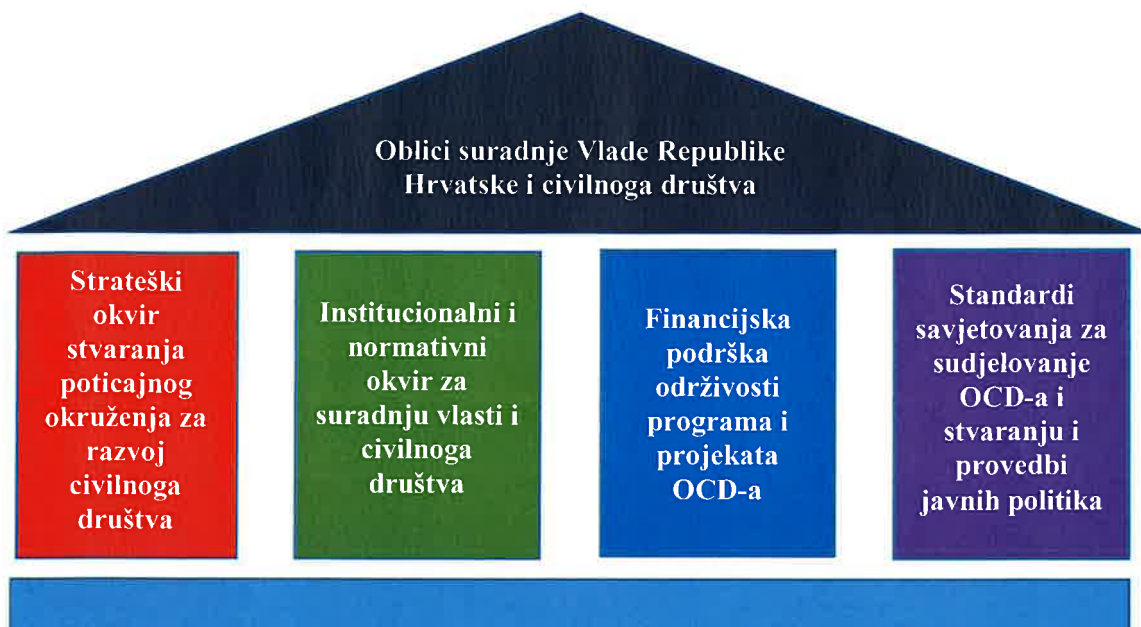 Oblici suradnje Vlade Republike
Hrvatske i civilnoga društva
Strateški
okvir
stvaranja
poticajnog
okruženja za
razvoj
civilnoga
društva
Institucionalni i
normativni
okvir za
suradnju vlasti i
civilnoga
društva
Financijska
podrška
održivosti
programa i
projekata
OCD-a
Standardi
savjetovanja za
sudjelovanje
OCD-a i
stvaranju i
provedbi
javnih politika